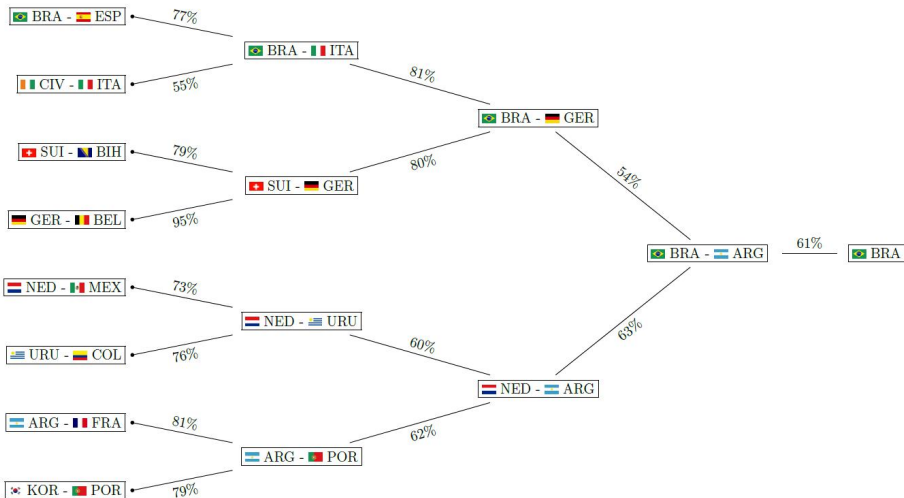 BRA - ESP
77%
BRA - ITA
CIV - ITA
55%
81%
BRA - GER
SUI - BIH
79%
80%
SUI - GER
54%
GER - BEL
95%
BRA - ARG
61%
BRA
NED - MEX
73%
NED - URU
63%
URU - COL
76%
60%
NED - ARG
ARG - FRA
81%
62%
ARG - POR
KOR - POR
79%